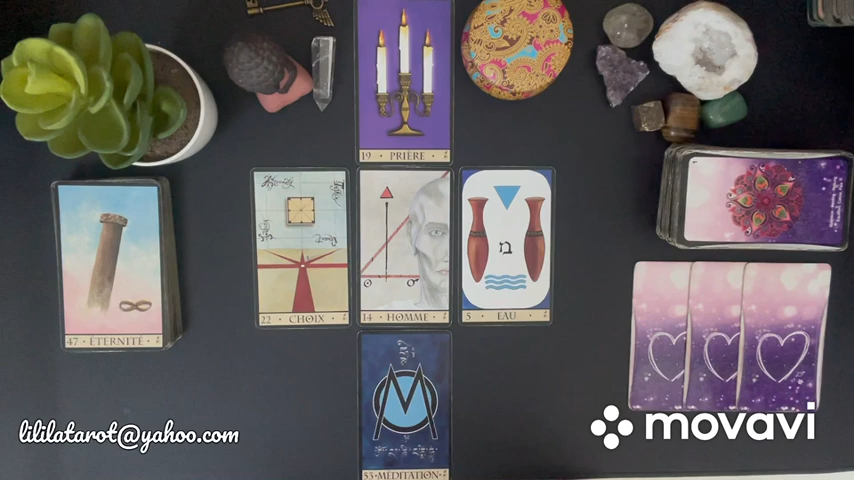 19 · PRIÈRE
47 · ÉTERNITÉ
22 · CHOIX
14 · HOMME
5 · EAU
מ
M
53 · MÉDITATION
lililatarot@yahoo.com
movavi